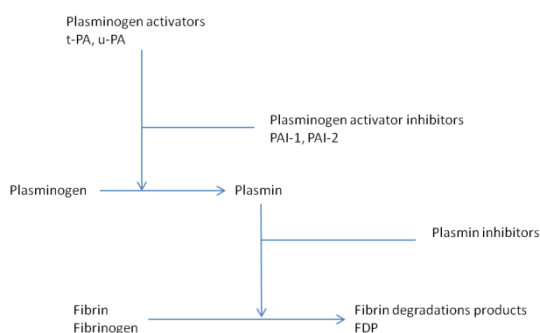 Plasminogen activators
t-PA, u-PA
Plasminogen activator inhibitors
PAI-1, PAI-2
Plasminogen
Plasmin
Plasmin inhibitors
Fibrin
Fibrinogen
Fibrin degradations products
FDP